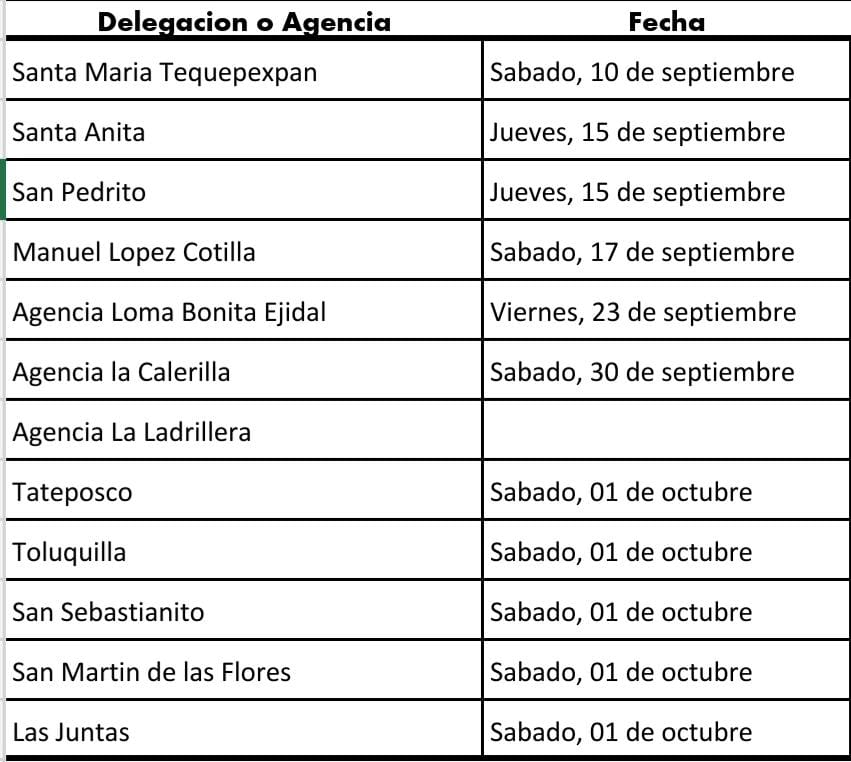 Delegacion o Agencia Fecha
Santa Maria Tequepexpan Sabado, 10 de septiembre
Santa Anita Jueves, 15 de septiembre
San Pedrito Jueves, 15 de septiembre
Manuel Lopez Cotilla Sabado, 17 de septiembre
Agencia Loma Bonita Ejidal Viernes, 23 de septiembre
Agencia la Calerilla Sabado, 30 de septiembre
Agencia La Ladrillera
Tateposco Sabado, 01 de octubre
Toluquilla Sabado, 01 de octubre
San Sebastianito Sabado, 01 de octubre
San Martin de las Flores Sabado, 01 de octubre
Las Juntas Sabado, 01 de octubre